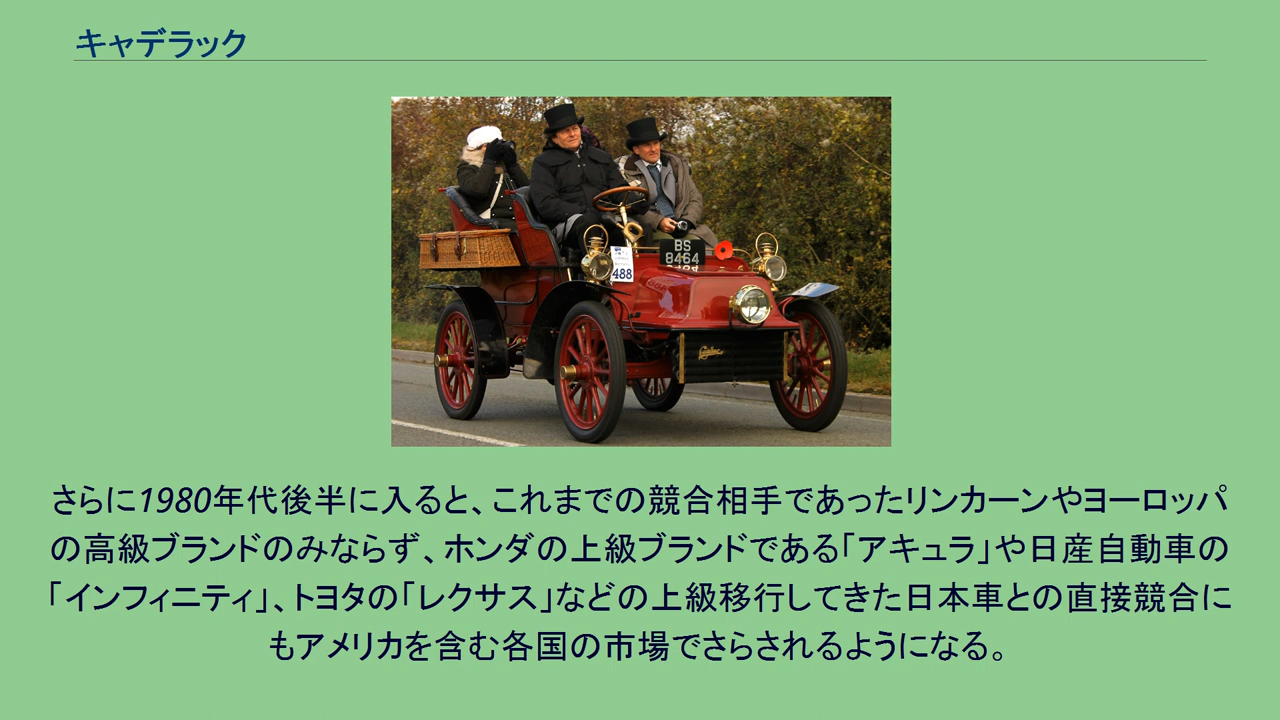 キャデラック
BS
8464
488
Cadillac
さらに1980年代後半に入ると、これまでの競合相手であったリンカーンやヨーロッパ
の高級ブランドのみならず、ホンダの上級ブランドである「アキュラ」や日産自動車の
「インフィニティ」、トヨタの「レクサス」などの上級移行してきた日本車との直接競合に
もアメリカを含む各国の市場でさらされるようになる。